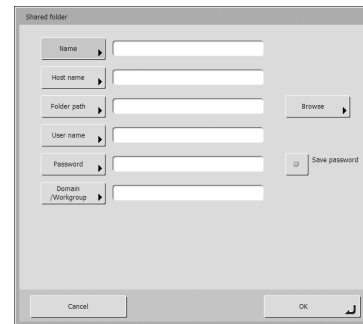 Shared folder
Name
Host name
Folder path
Browse
User name
Password
Save password
Domain
/Workgroup
Cancel
OK